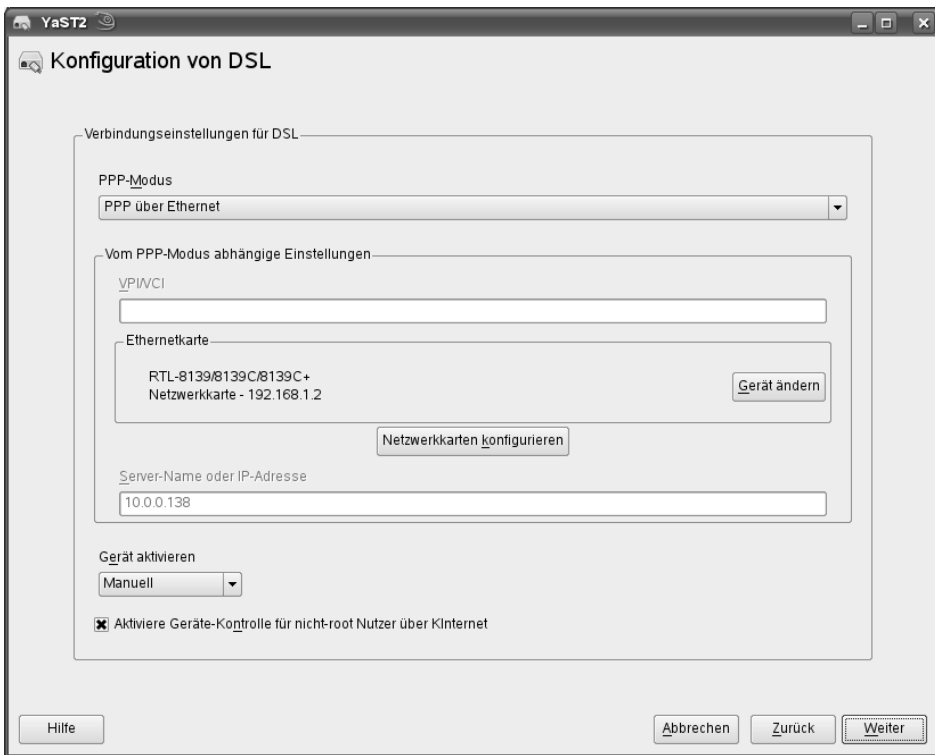 YaST2
Konfiguration von DSL
Verbindungseinstellungen für DSL
PPP-Modus
PPP über Ethernet
Vom PPP-Modus abhängige Einstellungen
VPI/VCI
Ethernetkarte
RTL-8139/8139C/8139C+
Netzwerkkarte - 192.168.1.2
Gerät ändern
Netzwerkkarten konfigurieren
Server-Name oder IP-Adresse
10.0.0.138
Gerät aktivieren
Manuell
Aktiviere Geräte-Kontrolle für nicht-root Nutzer über KInternet
Hilfe
Abbrechen
Zurück
Weiter